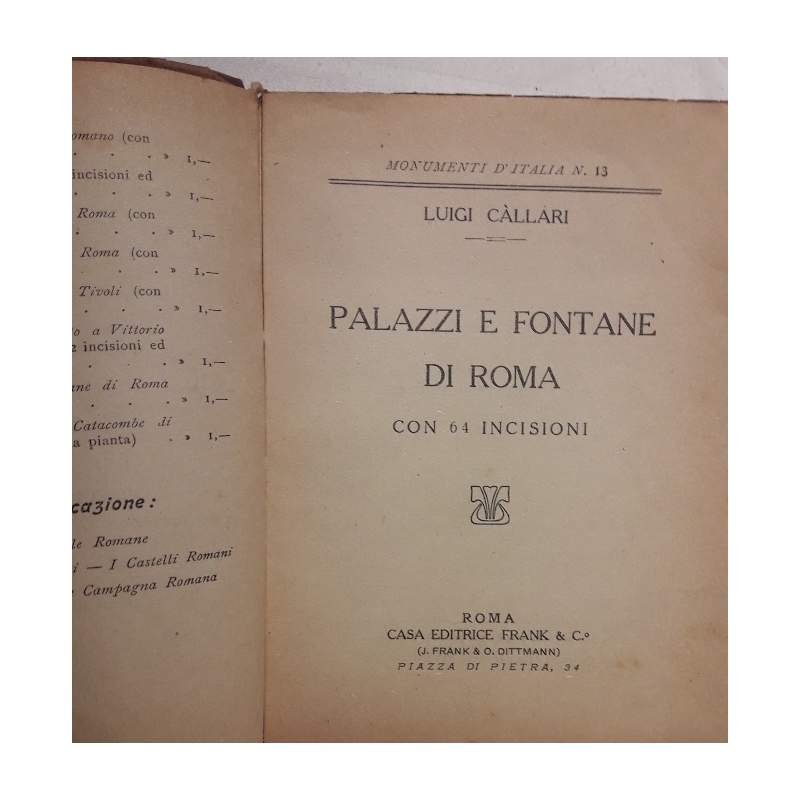 omano (con
. . . » 1,—
incisioni ed
. . . » 1,—
Roma (con
. . . » 1,—
Roma (con
. . . » 1,—
Tivoli (con
. . . » 1,—
o a Vittorio
2 incisioni ed
. . . » 1,—
ne di Roma
. . . . » 1,—
Catacombe di
a pianta) . » 1,—
cazione:
le Romane
i — I Castelli Romani
Campagna Romana
MONUMENTI D'ITALIA N. 13
LUIGI CÀLLARI
PALAZZI E FONTANE
DI ROMA
CON 64 INCISIONI
ROMA
CASA EDITRICE FRANK & C.º
(J. FRANK & O. DITTMANN)
PIAZZA DI PIETRA, 34